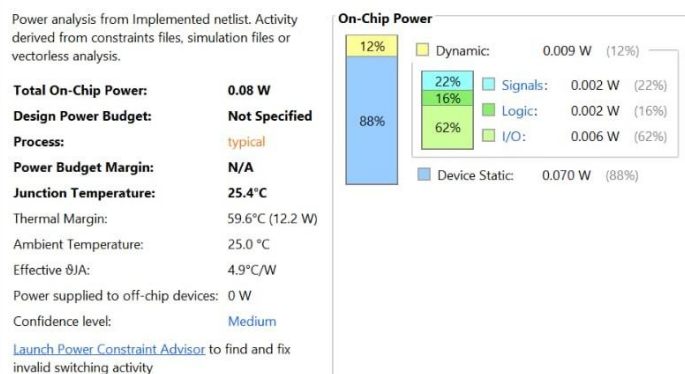 Power analysis from Implemented netlist. Activity
derived from constraints files, simulation files or
vectorless analysis.
Total On-Chip Power: 0.08 W
Design Power Budget: Not Specified
Process: typical
Power Budget Margin: N/A
Junction Temperature: 25.4°C
Thermal Margin: 59.6°C (12.2 W)
Ambient Temperature: 25.0 °C
Effective ϑJA: 4.9°C/W
Power supplied to off-chip devices: 0 W
Confidence level: Medium
Launch Power Constraint Advisor to find and fix
invalid switching activity
On-Chip Power
12% Dynamic: 0.009 W (12%)
22% Signals: 0.002 W (22%)
16% Logic: 0.002 W (16%)
88%
62% I/O: 0.006 W (62%)
Device Static: 0.070 W (88%)